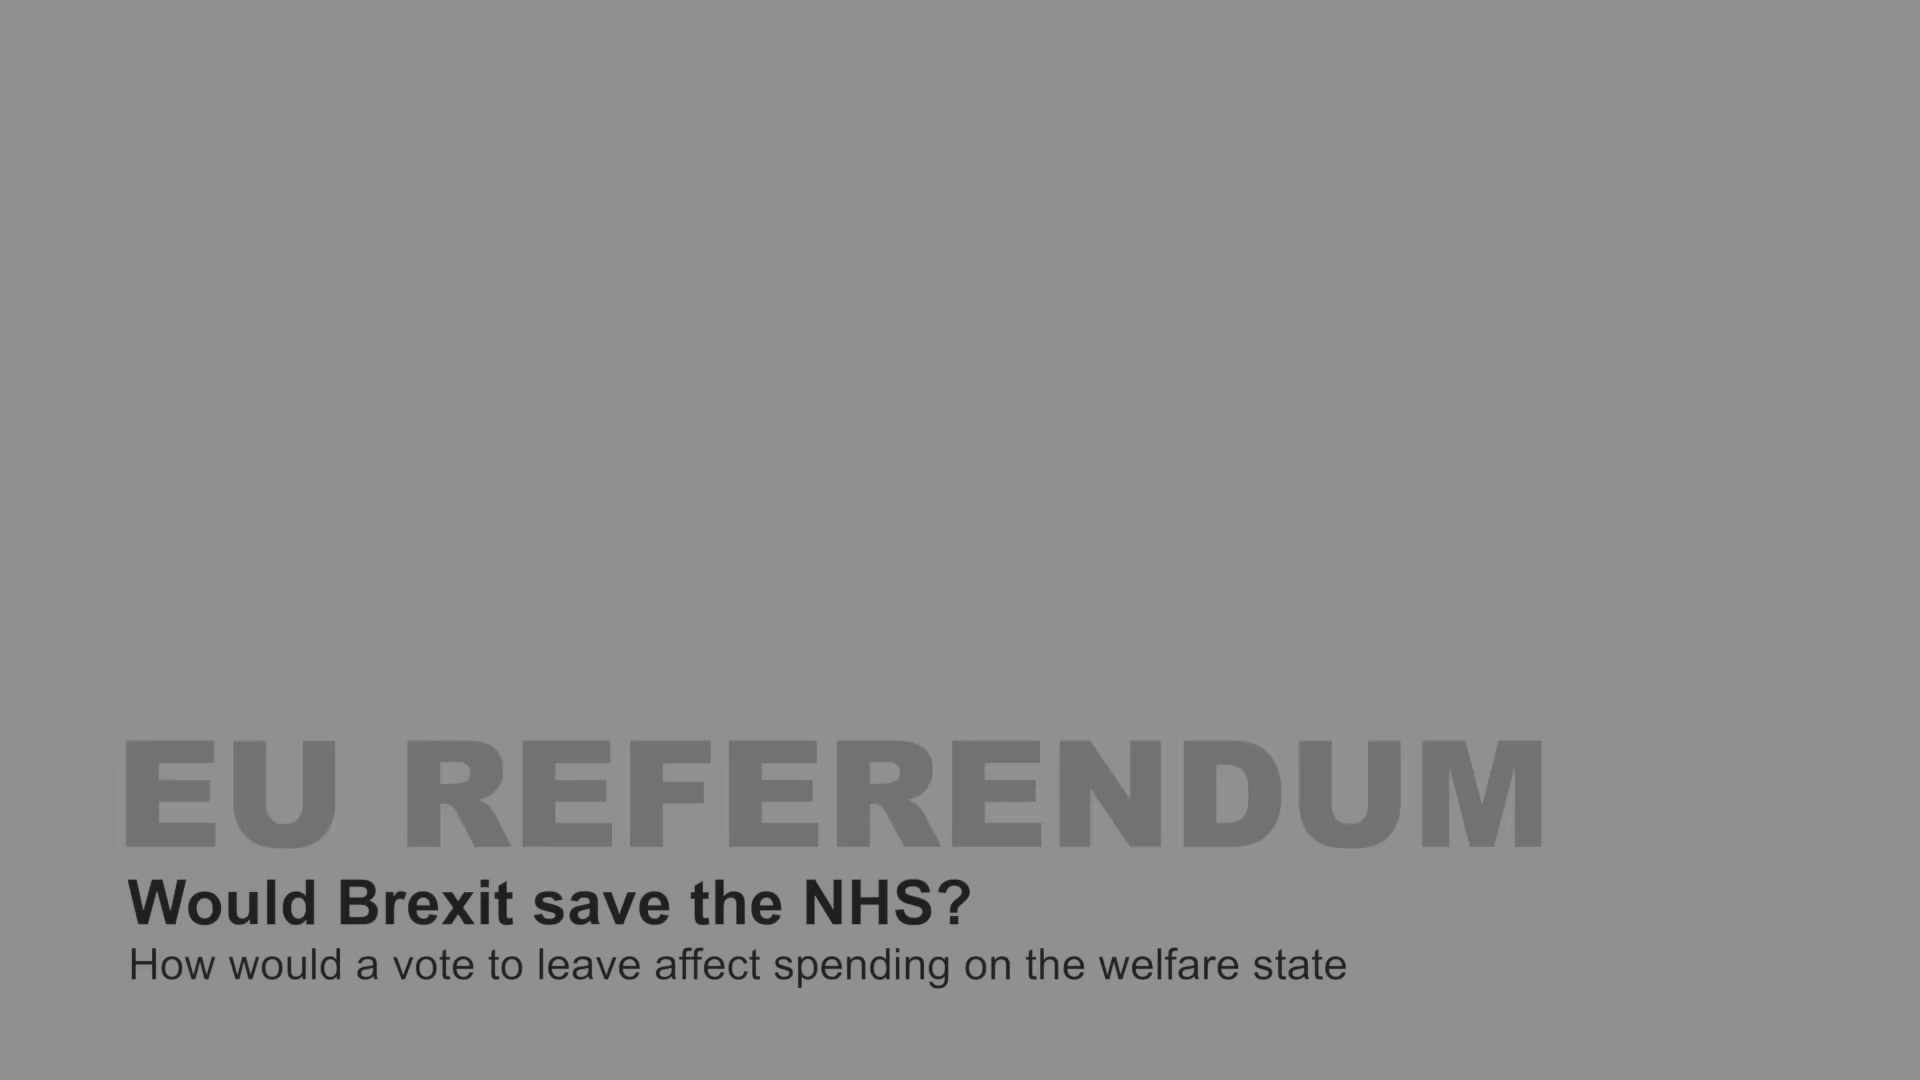 EU REFERENDUM
Would Brexit save the NHS?
How would a vote to leave affect spending on the welfare state